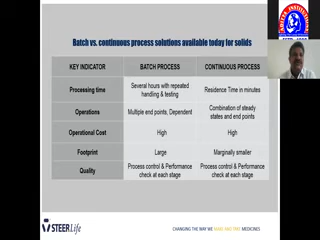 Batch vs. continuous process solutions available today for solids
KEY INDICATOR BATCH PROCESS CONTINUOUS PROCESS
Processing time Several hours with repeated handling & testing Residence Time in minutes
Operations Multiple end points, Dependent Combination of steady states and end points
Operational Cost High High
Footprint Large Marginally smaller
Quality Process control & Performance check at each stage Process control & Performance check at each stage
STEERLife
CHANGING THE WAY WE MAKE AND TAKE MEDICINES